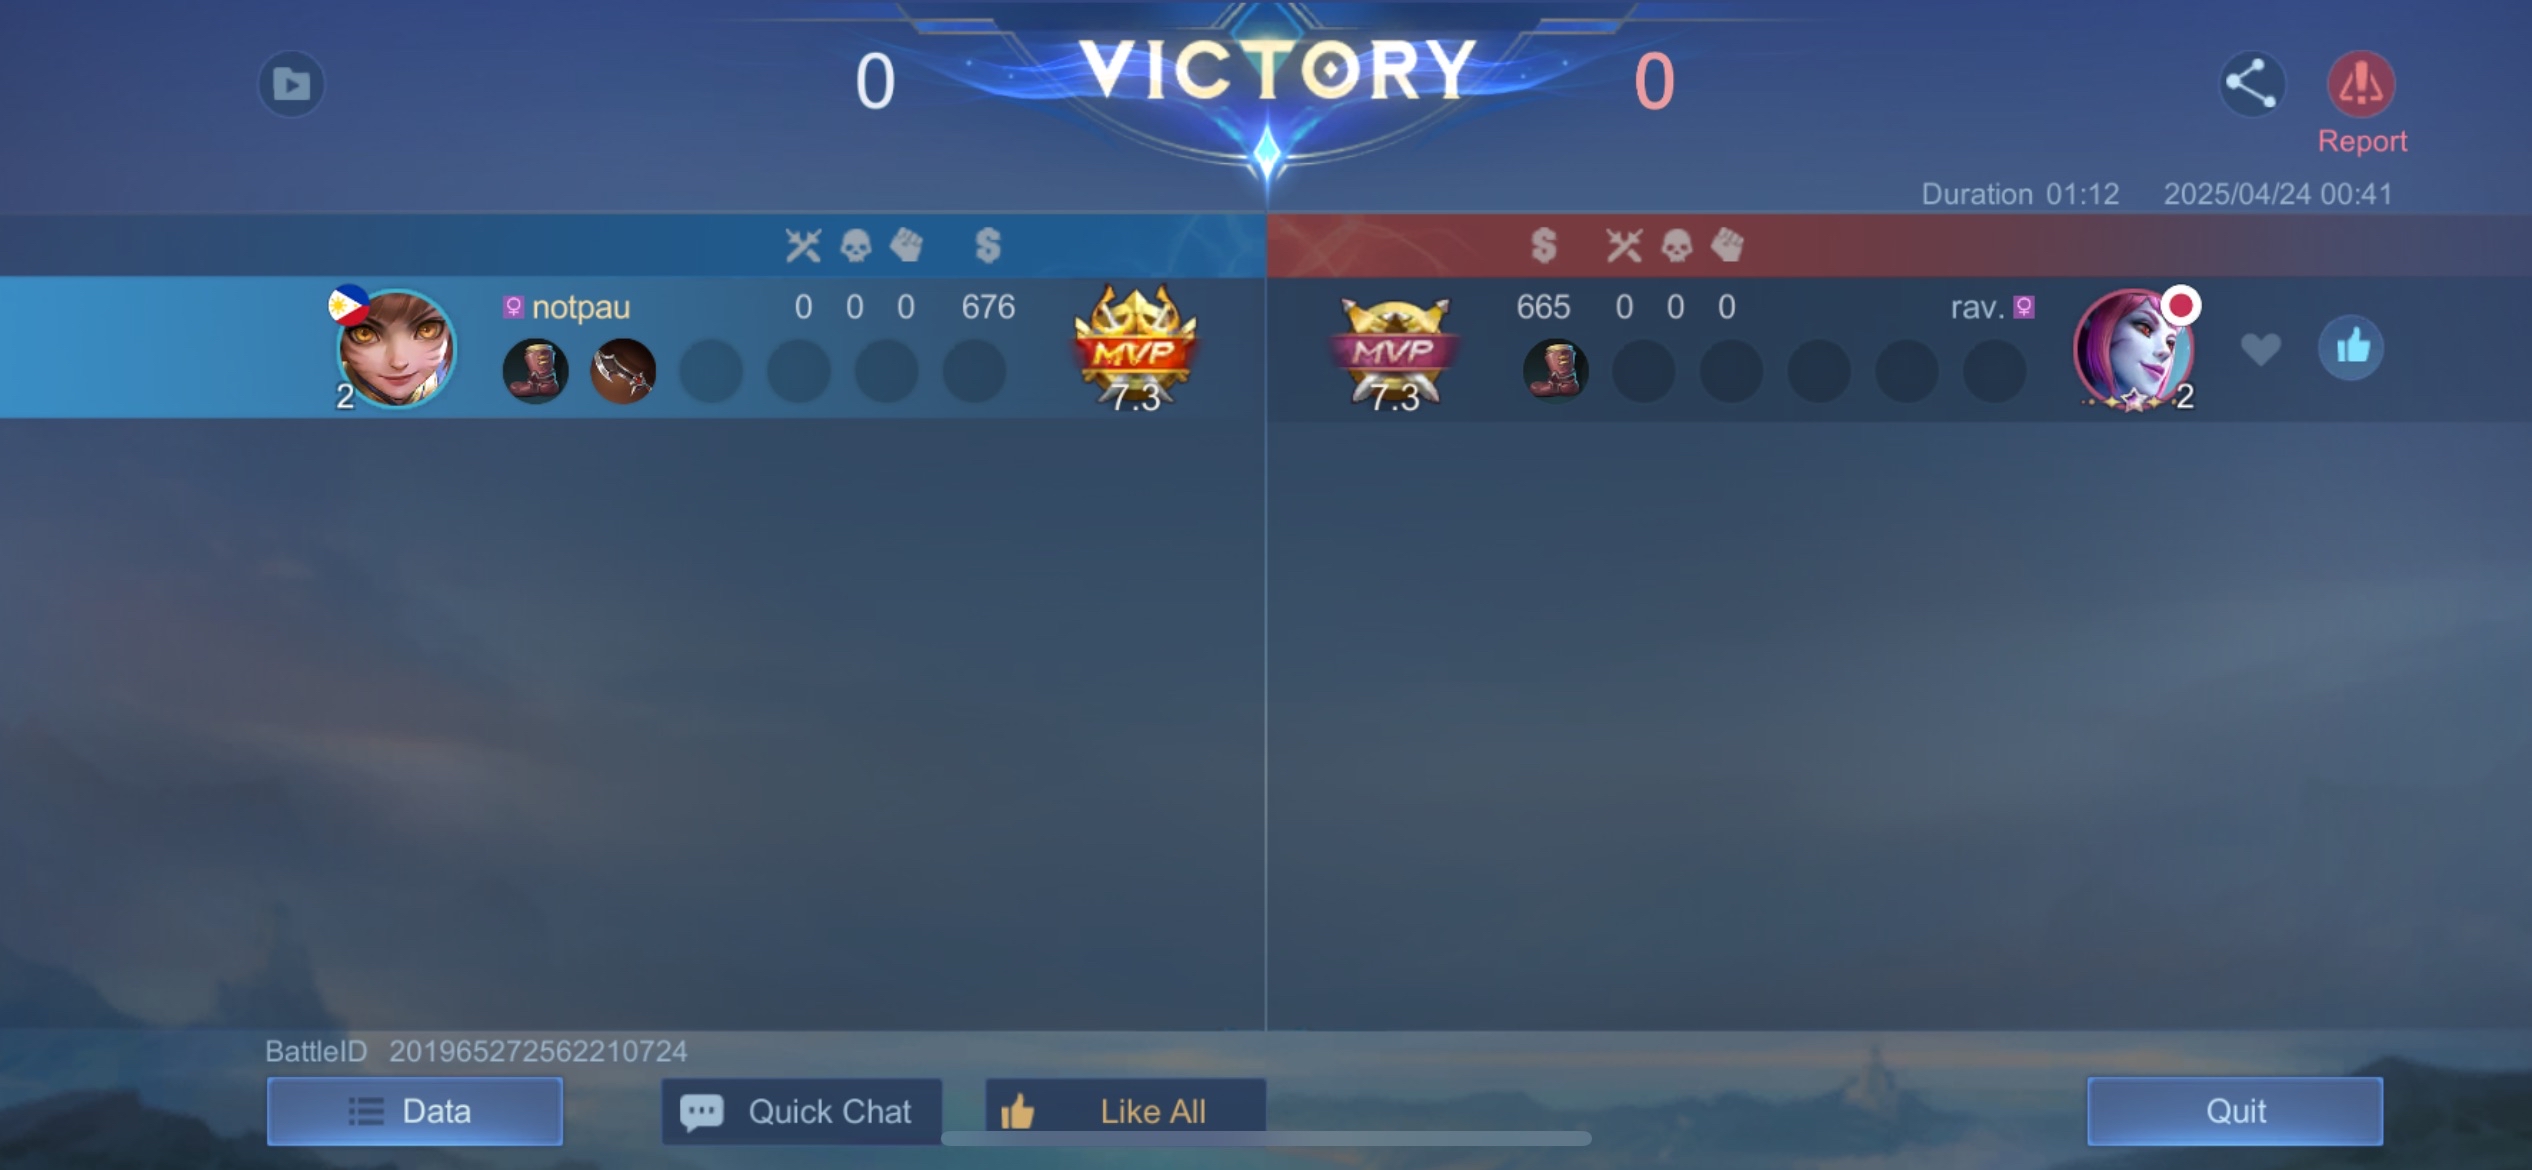 0 VICTORY 0
Report
Duration 01:12 2025/04/24 00:41
notpau 0 0 0 676
MVP
7.3
2
665 0 0 0 rav.
MVP
7.3
2
BattleID 201965272562210724
Data
Quick Chat
Like All
Quit